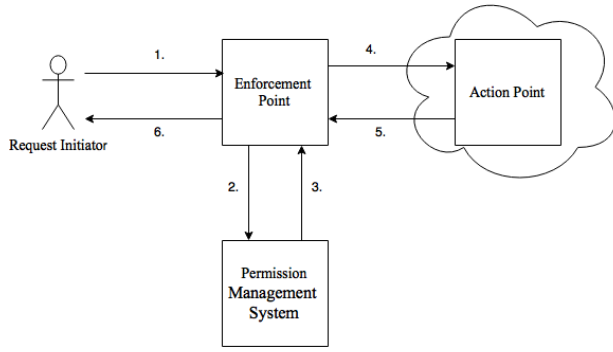 1.
4.
Enforcement
Point
Action Point
6.
5.
Request Initiator
2.
3.
Permission
Management
System